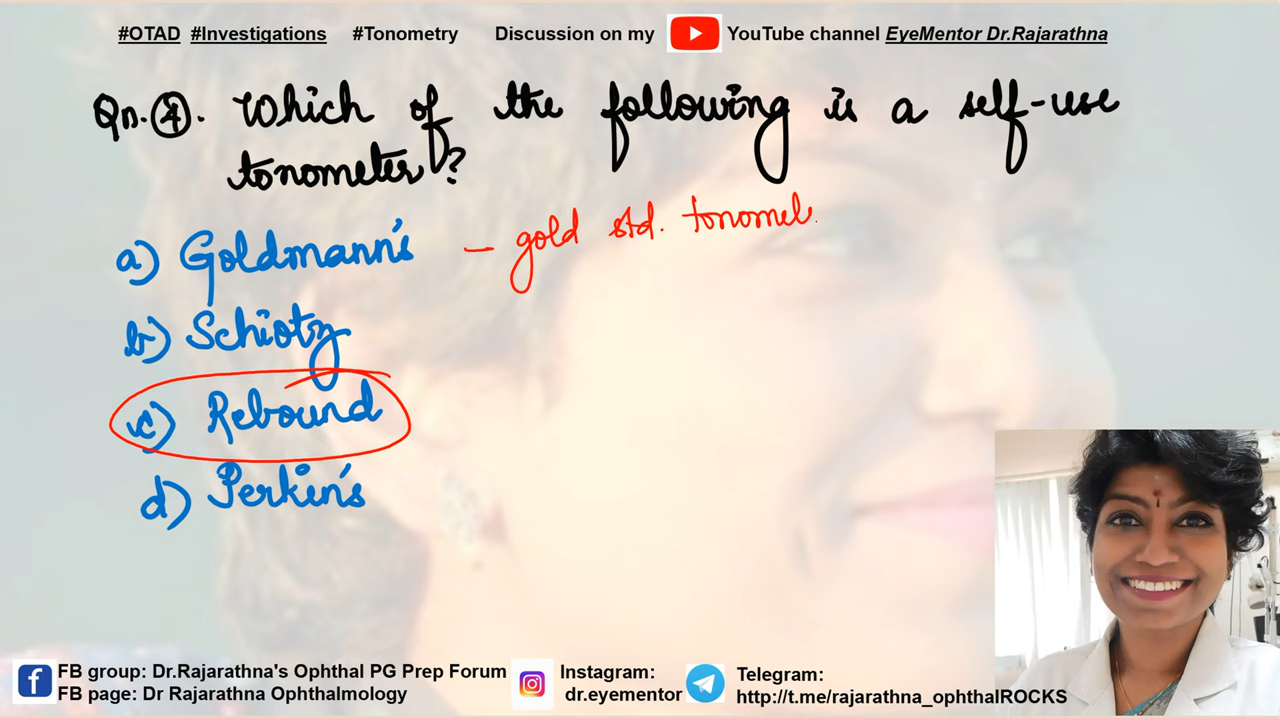 #OTAD #Investigations #Tonometry Discussion on my YouTube channel EyeMentor Dr.Rajarathna
Qn. 4. Which of the following is a self-use
tonometer?
a) Goldmann's - gold std. tonomet.
b) Schiotz
c) Rebound
d) Perkin's
FB group: Dr.Rajarathna's Ophthal PG Prep Forum
FB page: Dr Rajarathna Ophthalmology
Instagram:
dr.eyementor
Telegram:
http://t.me/rajarathna_ophthalROCKS